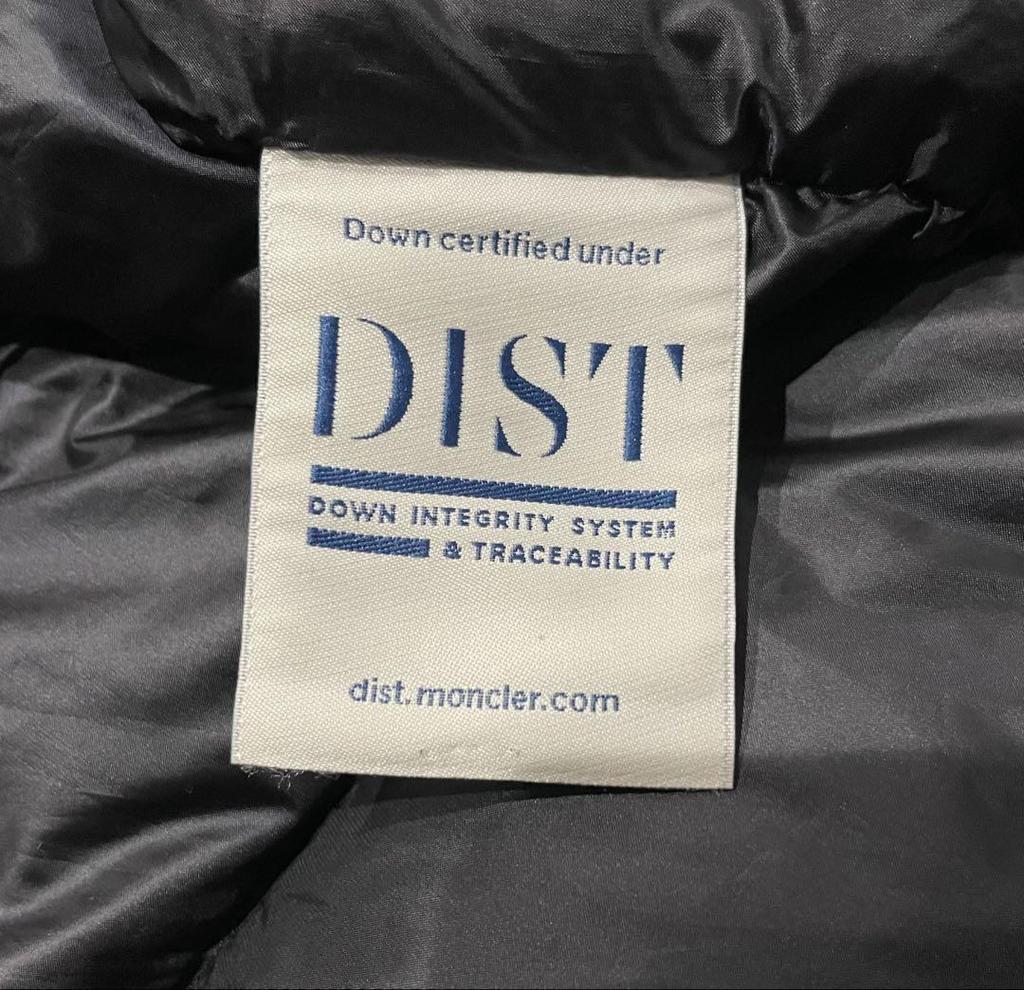 Down certified under
DIST
DOWN INTEGRITY SYSTEM
& TRACEABILITY
dist.moncler.com